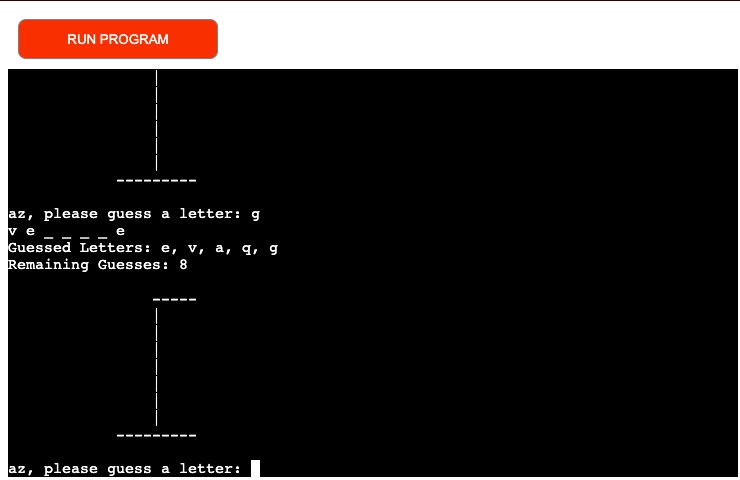 RUN PROGRAM
|
|
|
|
|
|
---------
az, please guess a letter: g
v e _ _ _ _ e
Guessed Letters: e, v, a, q, g
Remaining Guesses: 8
-----
|
|
|
|
|
|
|
---------
az, please guess a letter: